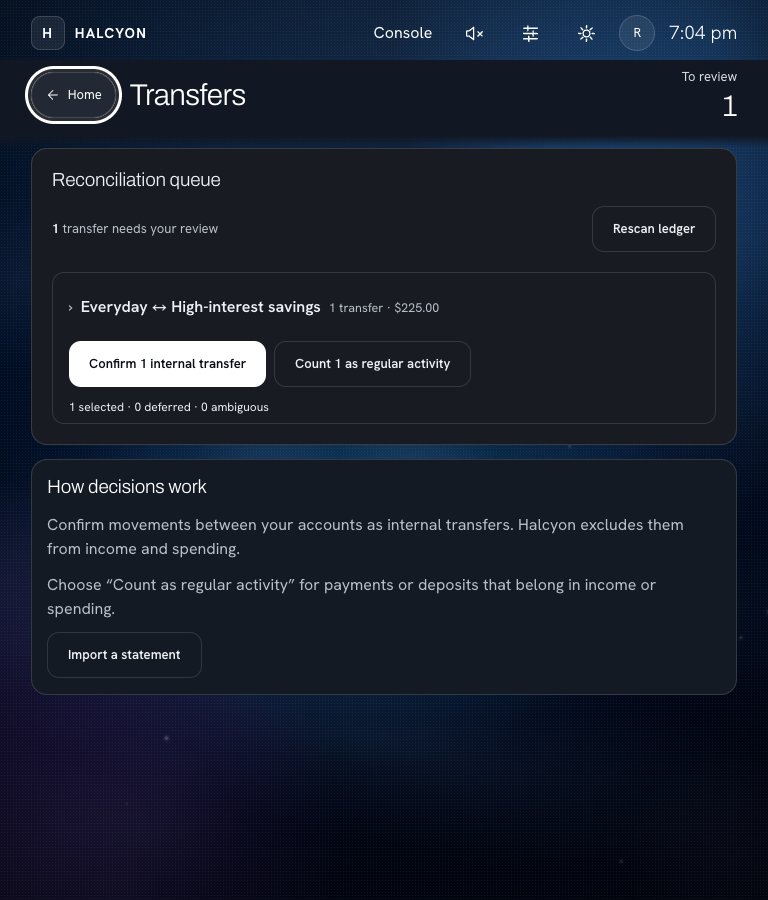 H HALCYON Console R 7:04 pm
← Home Transfers To review
1
Reconciliation queue
1 transfer needs your review Rescan ledger
› Everyday ↔ High-interest savings 1 transfer · $225.00
Confirm 1 internal transfer Count 1 as regular activity
1 selected · 0 deferred · 0 ambiguous
How decisions work
Confirm movements between your accounts as internal transfers. Halcyon excludes them
from income and spending.
Choose “Count as regular activity” for payments or deposits that belong in income or
spending.
Import a statement